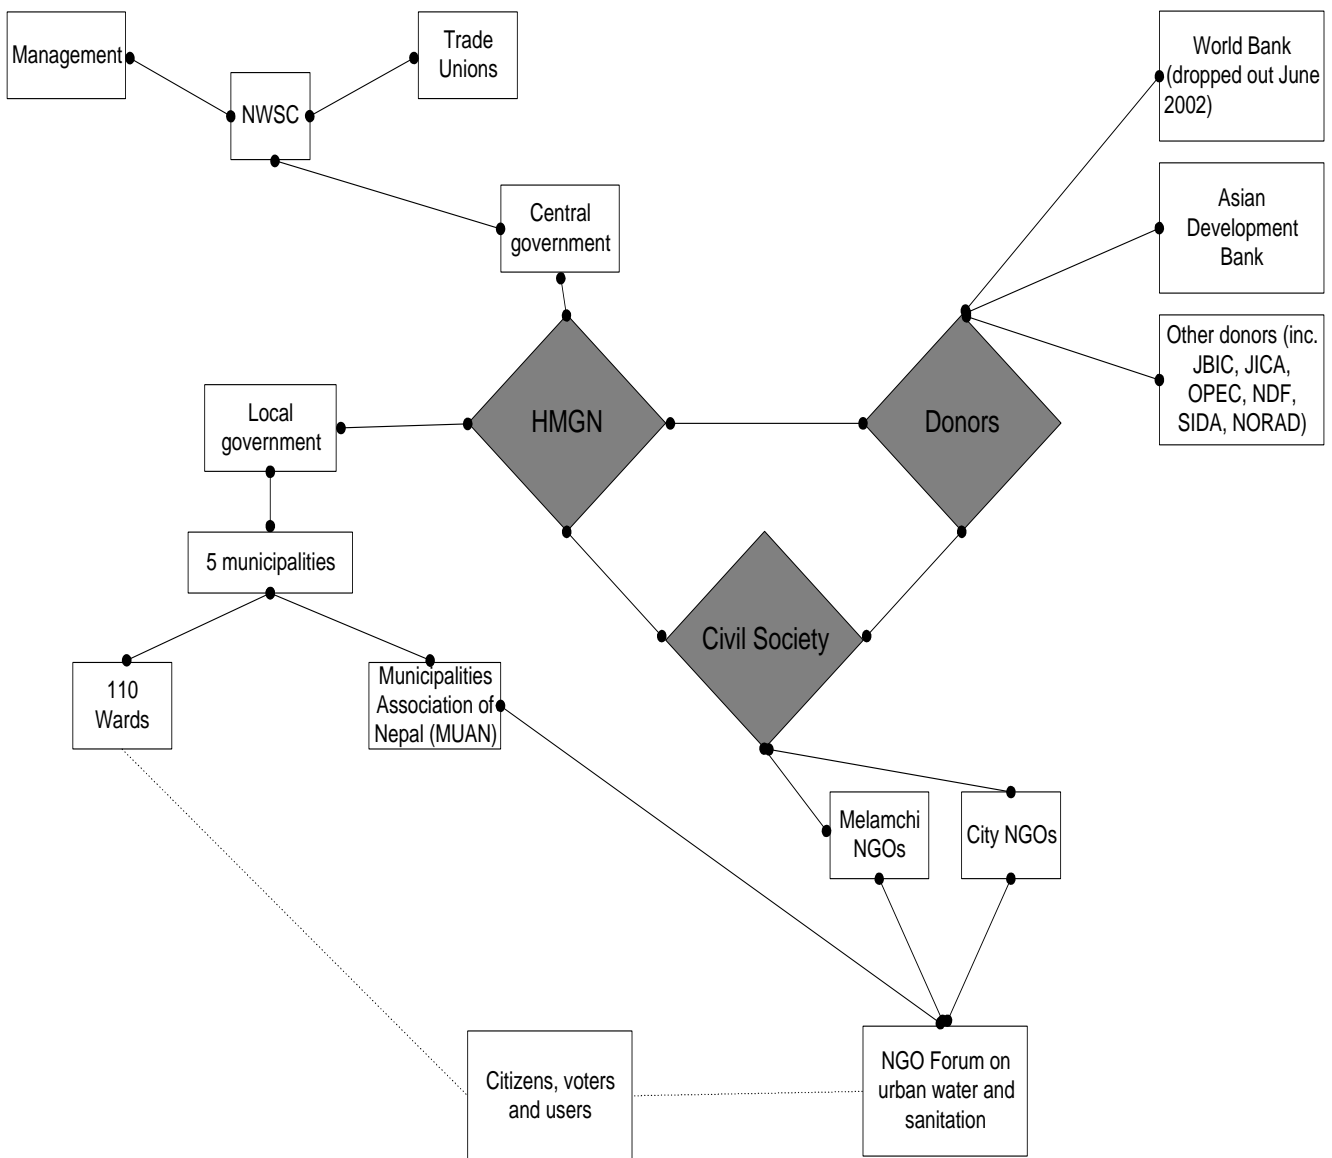 Management
Trade
Unions
NWSC
World Bank
(dropped out June
2002)
Central
government
Asian
Development
Bank
Other donors (inc.
JBIC, JICA,
OPEC, NDF,
SIDA, NORAD)
Local
government
HMGN
Donors
5 municipalities
Civil Society
110
Wards
Municipalities
Association of
Nepal (MUAN)
Melamchi
NGOs
City NGOs
Citizens, voters
and users
NGO Forum on
urban water and
sanitation